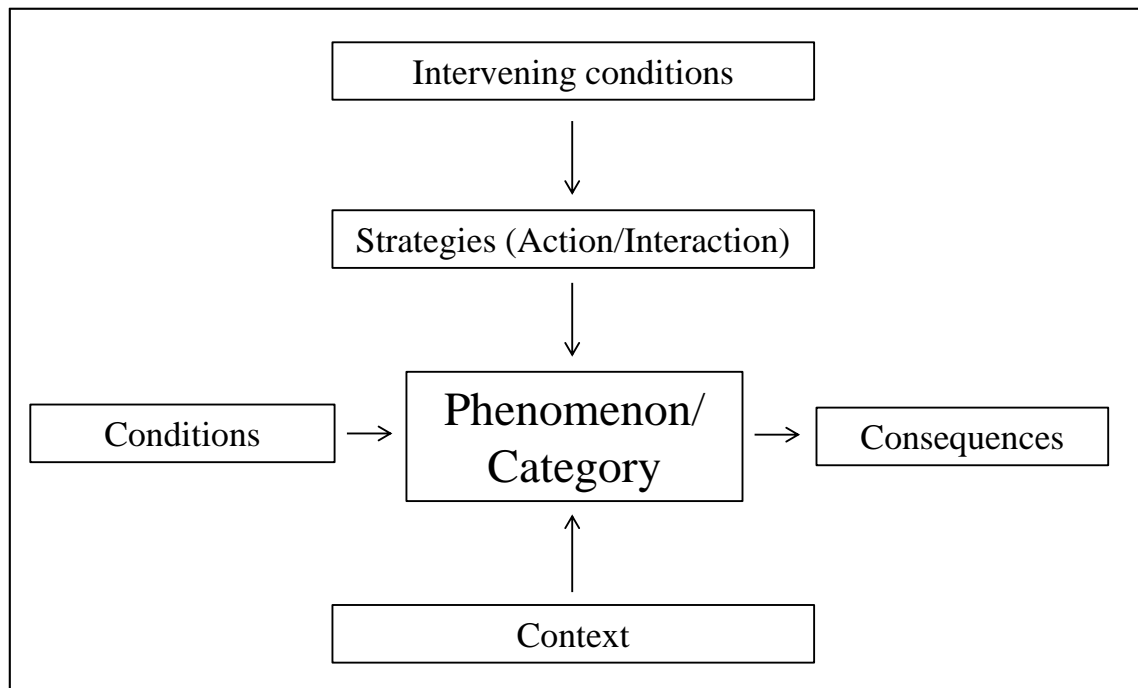 Intervening conditions
Strategies (Action/Interaction)
Conditions
Phenomenon/
Category
Consequences
Context